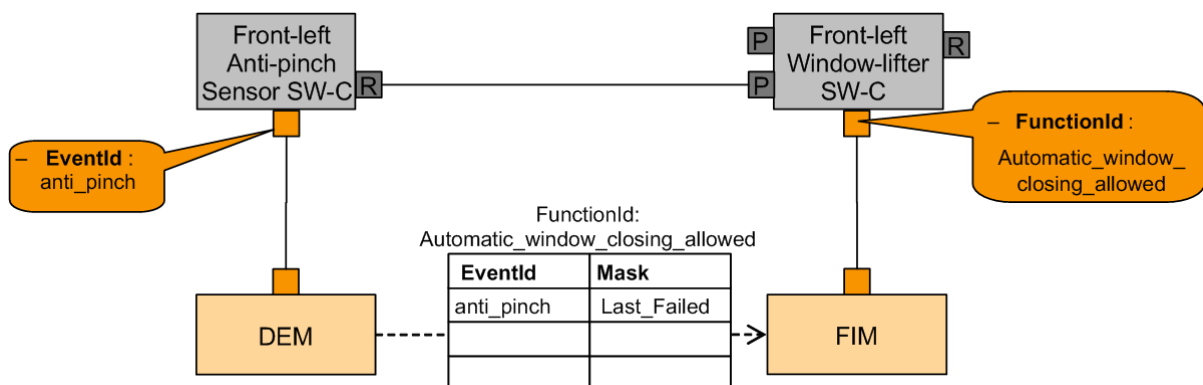 Front-left
Anti-pinch
Sensor SW-C
R
P
P
Front-left
Window-lifter
SW-C
R
– EventId :
anti_pinch
– FunctionId :
Automatic_window_
closing_allowed
FunctionId:
Automatic_window_closing_allowed
EventId Mask
anti_pinch Last_Failed
DEM
FIM